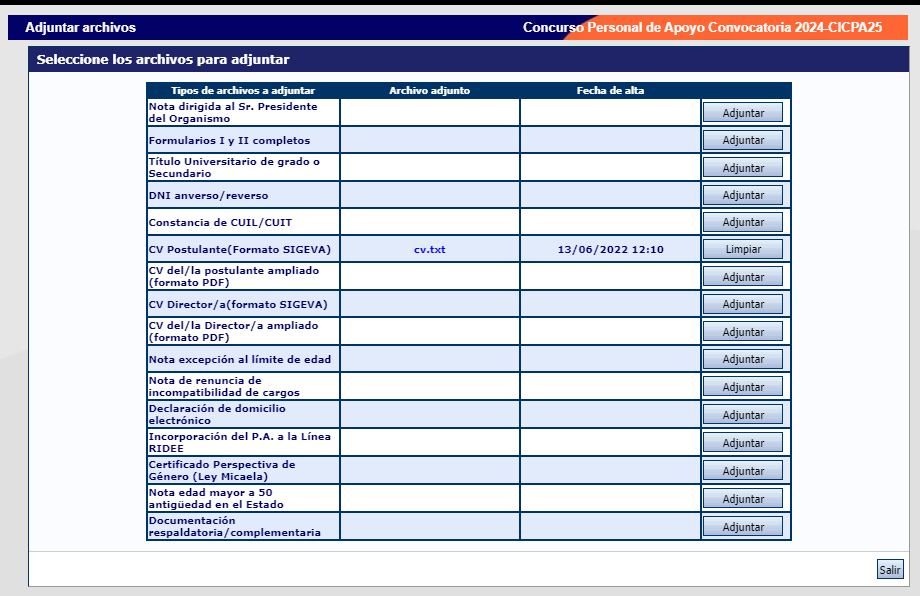 Adjuntar archivos
Concurso Personal de Apoyo Convocatoria 2024-CICPA25
Seleccione los archivos para adjuntar
Tipos de archivos a adjuntar Archivo adjunto Fecha de alta
Nota dirigida al Sr. Presidente
del Organismo
Adjuntar
Formularios I y II completos
Adjuntar
Título Universitario de grado o
Secundario
Adjuntar
DNI anverso/reverso
Adjuntar
Constancia de CUIL/CUIT
Adjuntar
CV Postulante(Formato SIGEVA) cv.txt 13/06/2022 12:10 Limpiar
CV del/la postulante ampliado
(formato PDF)
Adjuntar
CV Director/a(formato SIGEVA)
Adjuntar
CV del/la Director/a ampliado
(formato PDF)
Adjuntar
Nota excepción al límite de edad
Adjuntar
Nota de renuncia de
incompatibilidad de cargos
Adjuntar
Declaración de domicilio
electrónico
Adjuntar
Incorporación del P.A. a la Línea
RIDEE
Adjuntar
Certificado Perspectiva de
Género (Ley Micaela)
Adjuntar
Nota edad mayor a 50
antigüedad en el Estado
Adjuntar
Documentación
respaldatoria/complementaria
Adjuntar
Salir